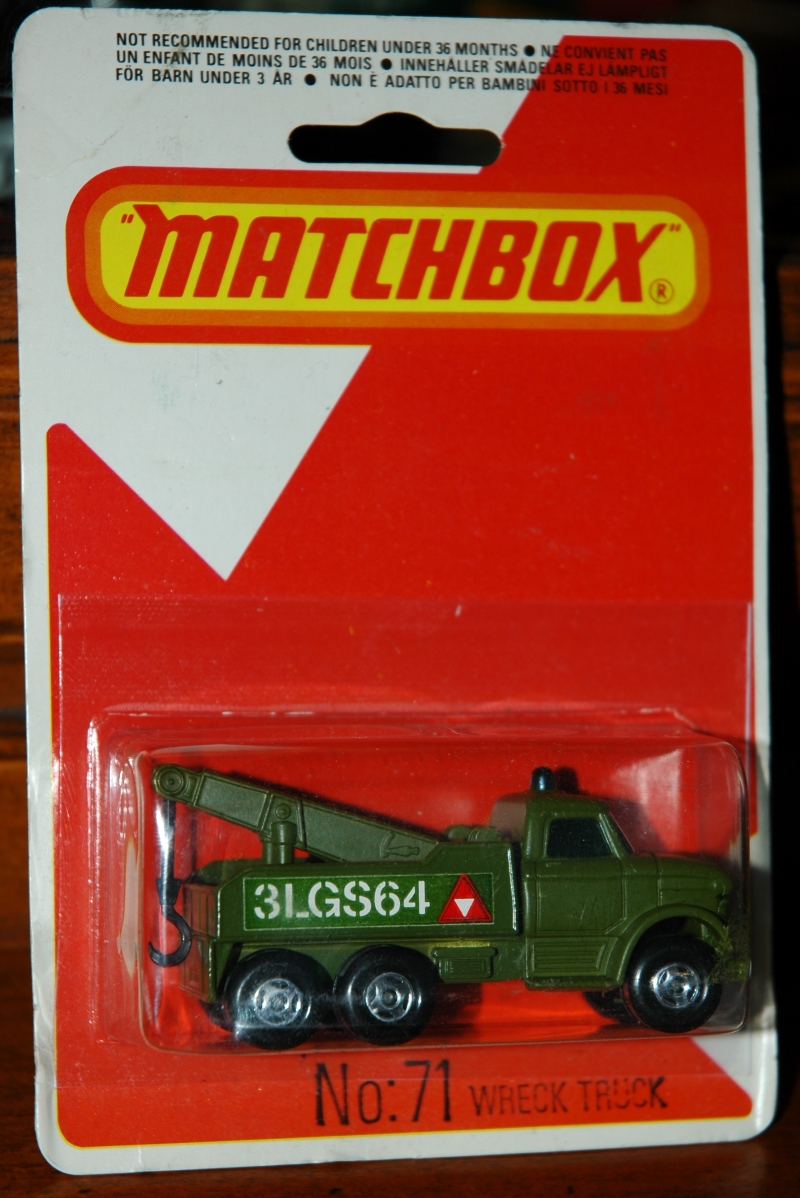 NOT RECOMMENDED FOR CHILDREN UNDER 36 MONTHS ● NE CONVIENT PAS
UN ENFANT DE MOINS DE 36 MOIS ● INNEHÅLLER SMÅDELAR EJ LÄMPLIGT
FÖR BARN UNDER 3 ÅR ● NON È ADATTO PER BAMBINI SOTTO I 36 MESI
"MATCHBOX"®
3LGS64
No:71 WRECK TRUCK